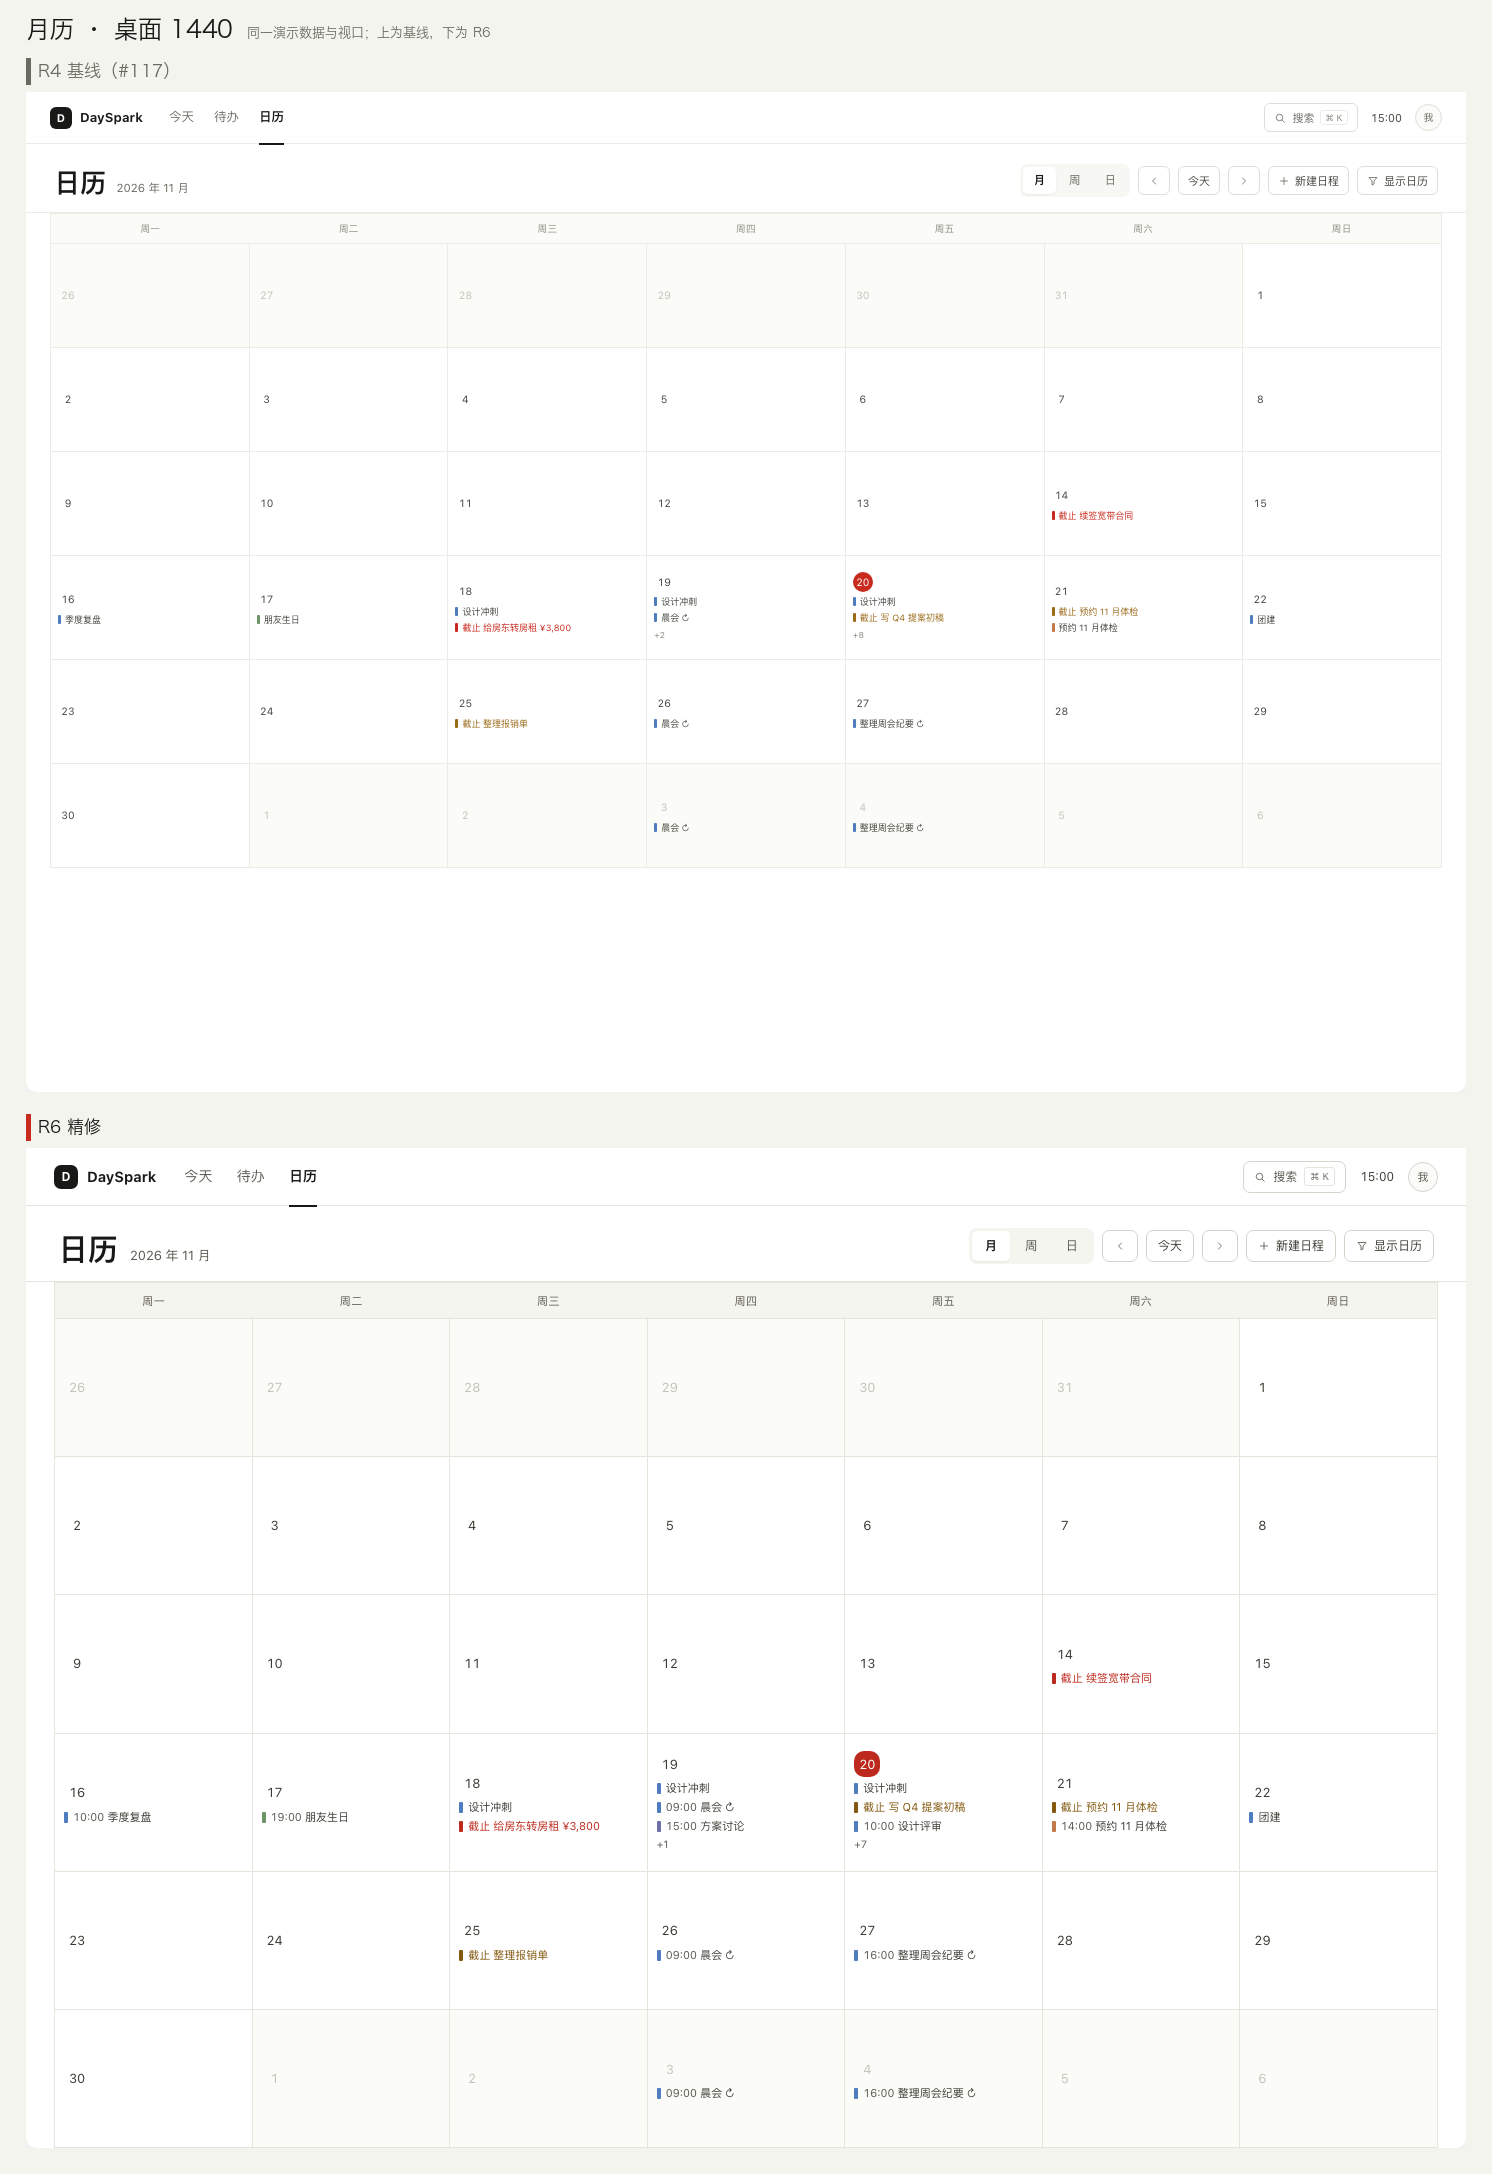 月历 · 桌面 1440 同一演示数据与视口；上为基线，下为 R6
R4 基线（#117）
D DaySpark 今天 待办 日历 搜索 ⌘ K 15:00 我
日历 2026 年 11 月 月 周 日 ‹ 今天 › + 新建日程 显示日历
周一 周二 周三 周四 周五 周六 周日
26 27 28 29 30 31 1
2 3 4 5 6 7 8
9 10 11 12 13 14 15
截止 续签宽带合同
16 17 18 19 20 21 22
季度复盘 朋友生日 设计冲刺 设计冲刺 设计冲刺 截止 预约 11 月体检 团建
截止 给房东转房租 ¥3,800 晨会 ↻ 截止 写 Q4 提案初稿 预约 11 月体检
+2 +8
23 24 25 26 27 28 29
截止 整理报销单 晨会 ↻ 整理周会纪要 ↻
30 1 2 3 4 5 6
晨会 ↻ 整理周会纪要 ↻
R6 精修
D DaySpark 今天 待办 日历 搜索 ⌘ K 15:00 我
日历 2026 年 11 月 月 周 日 ‹ 今天 › + 新建日程 显示日历
周一 周二 周三 周四 周五 周六 周日
26 27 28 29 30 31 1
2 3 4 5 6 7 8
9 10 11 12 13 14 15
截止 续签宽带合同
16 17 18 19 20 21 22
10:00 季度复盘 19:00 朋友生日 设计冲刺 设计冲刺 设计冲刺 截止 预约 11 月体检 团建
截止 给房东转房租 ¥3,800 09:00 晨会 ↻ 截止 写 Q4 提案初稿 14:00 预约 11 月体检
15:00 方案讨论 10:00 设计评审
+1 +7
23 24 25 26 27 28 29
截止 整理报销单 09:00 晨会 ↻ 16:00 整理周会纪要 ↻
30 1 2 3 4 5 6
09:00 晨会 ↻ 16:00 整理周会纪要 ↻